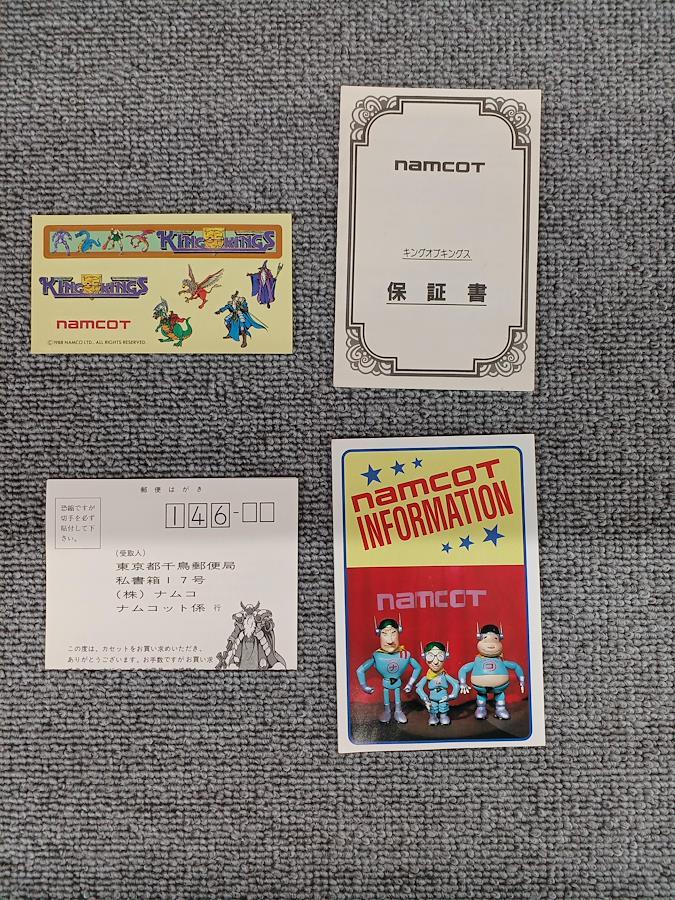 KING OF KINGS
KING OF KINGS
namcot
©1988 NAMCO LTD., ALL RIGHTS RESERVED.
namcot
キングオブキングス
保証書
郵便はがき
恐縮ですが
切手を必ず
貼付して下
さい。
146-
(受取人)
東京都千鳥郵便局
私書箱17号
(株)ナムコ
ナムコット係 行
この度は、カセットをお買い求めいただき、
ありがとうございます。お手数ですがお買い求
namcot
INFORMATION
namcot